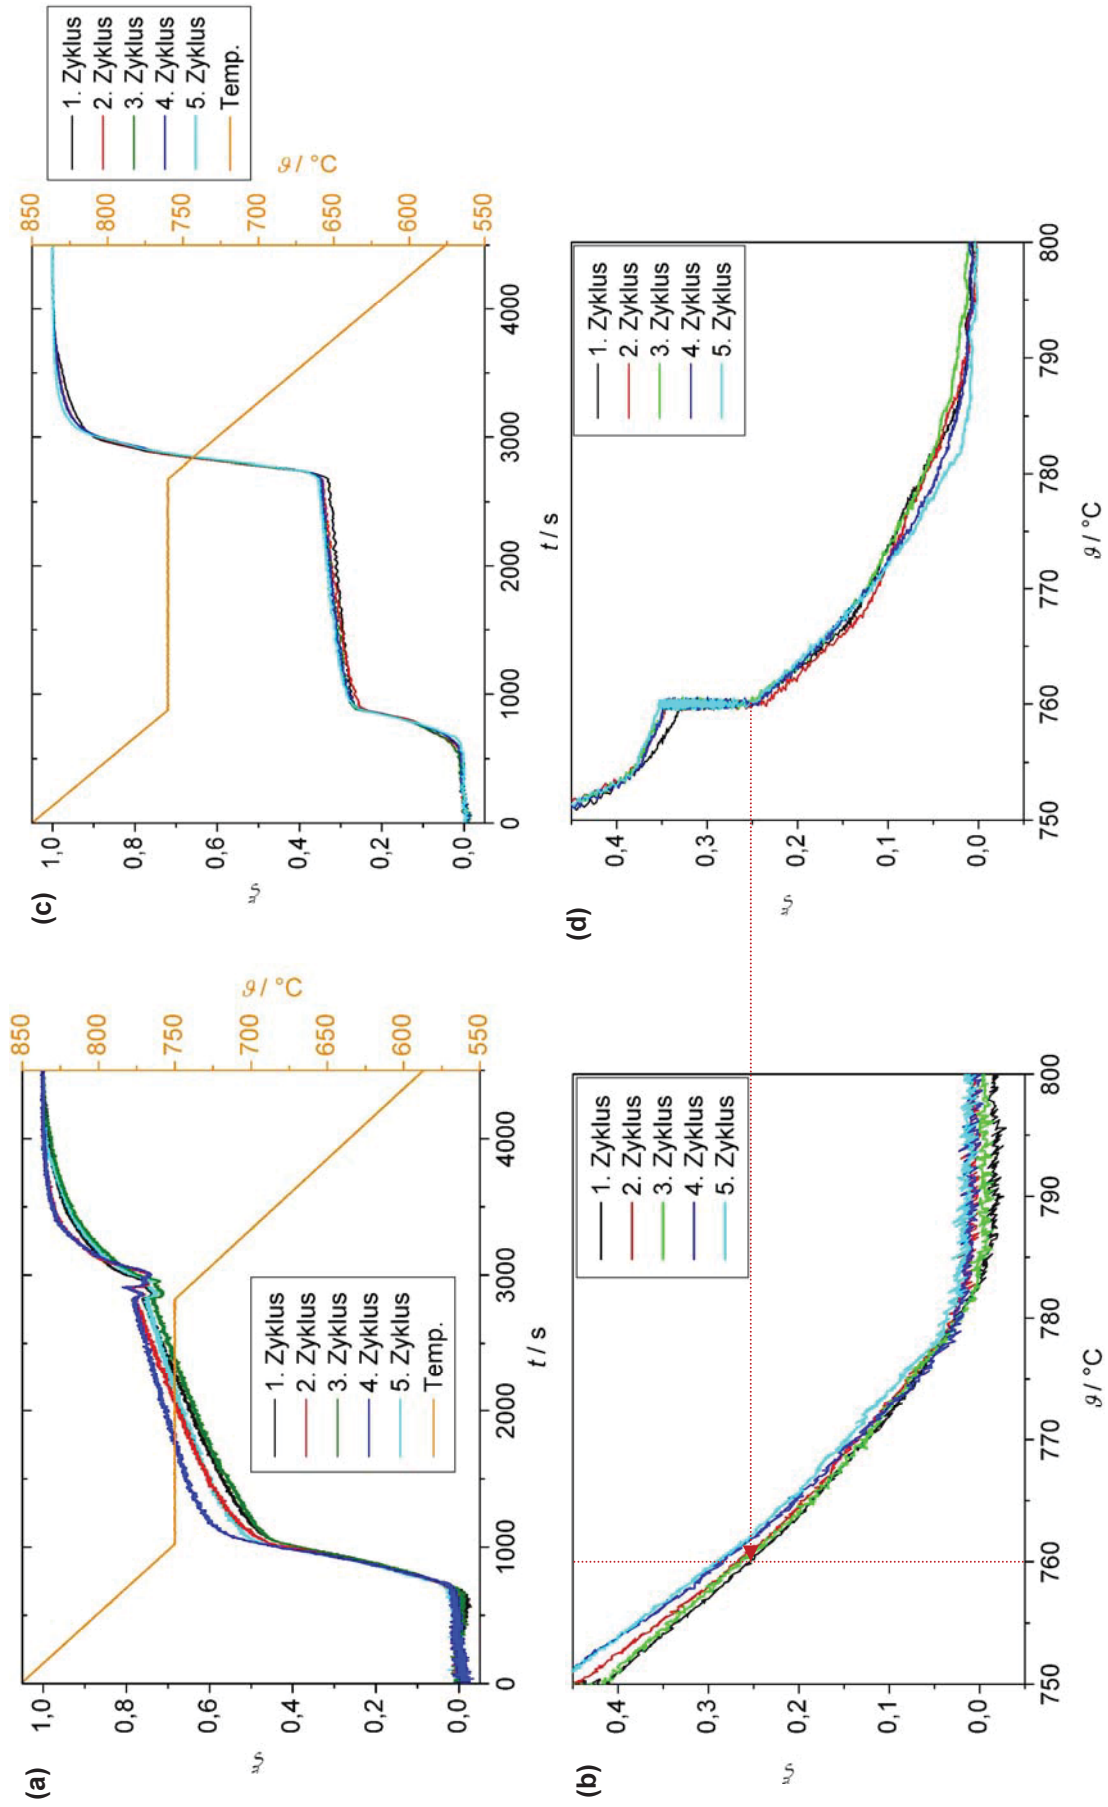 (a)
1,0
0,8
0,6
0,4
0,2
0,0
ξ
0
1000
2000
3000
4000
t / s
850
800
750
700
650
600
550
ϑ / °C
1. Zyklus
2. Zyklus
3. Zyklus
4. Zyklus
5. Zyklus
Temp.
(c)
1,0
0,8
0,6
0,4
0,2
0,0
ξ
0
1000
2000
3000
4000
t / s
850
800
750
700
650
600
550
ϑ / °C
1. Zyklus
2. Zyklus
3. Zyklus
4. Zyklus
5. Zyklus
Temp.
(b)
0,4
0,3
0,2
0,1
0,0
ξ
750
760
770
780
790
800
ϑ / °C
1. Zyklus
2. Zyklus
3. Zyklus
4. Zyklus
5. Zyklus
(d)
0,4
0,3
0,2
0,1
0,0
ξ
750
760
770
780
790
800
ϑ / °C
1. Zyklus
2. Zyklus
3. Zyklus
4. Zyklus
5. Zyklus